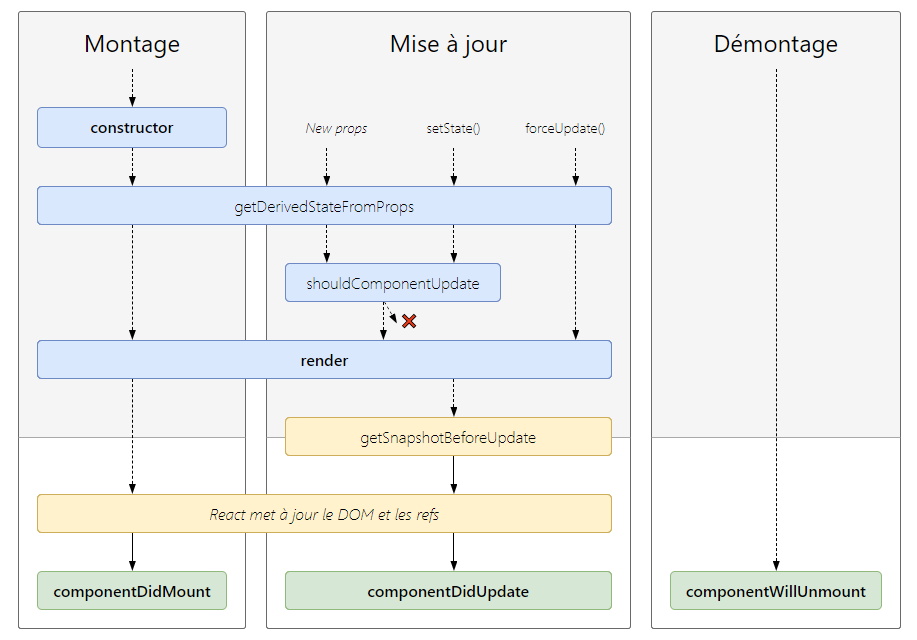 Montage
Mise à jour
Démontage
constructor
New props
setState()
forceUpdate()
getDerivedStateFromProps
shouldComponentUpdate
render
getSnapshotBeforeUpdate
React met à jour le DOM et les refs
componentDidMount
componentDidUpdate
componentWillUnmount